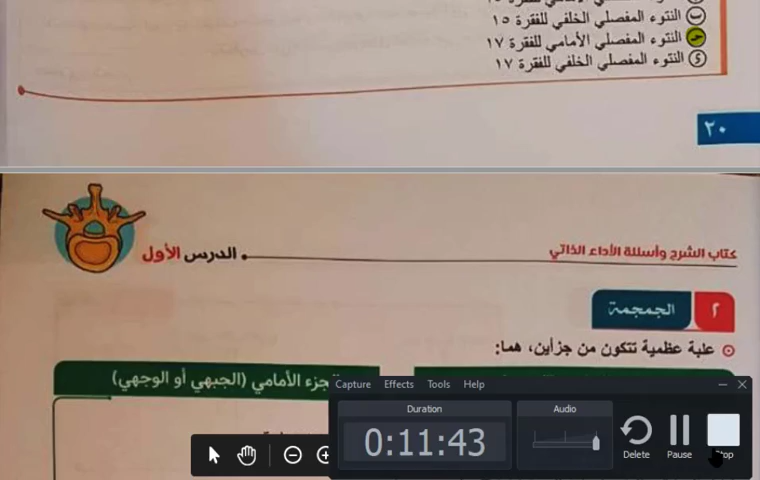 ب النتوء المفصلي الخلفي للفقرة ١٥
ج النتوء المفصلي الأمامي للفقرة ١٧
د النتوء المفصلي الخلفي للفقرة ١٧
٢٠
كتاب الشرح وأسئلة الأداء الذاتي
الدرس الأول
٢ الجمجمة
علبة عظمية تتكون من جزأين، هما:
الجزء الأمامي (الجبهي أو الوجهي)
Capture Effects Tools Help
Duration
Audio
0:11:43
Delete
Pause
Stop